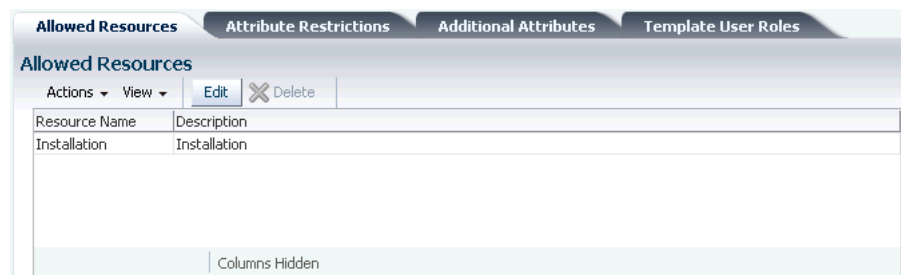 Allowed Resources Attribute Restrictions Additional Attributes Template User Roles
Allowed Resources
Actions View Edit Delete
Resource Name Description
Installation Installation
Columns Hidden